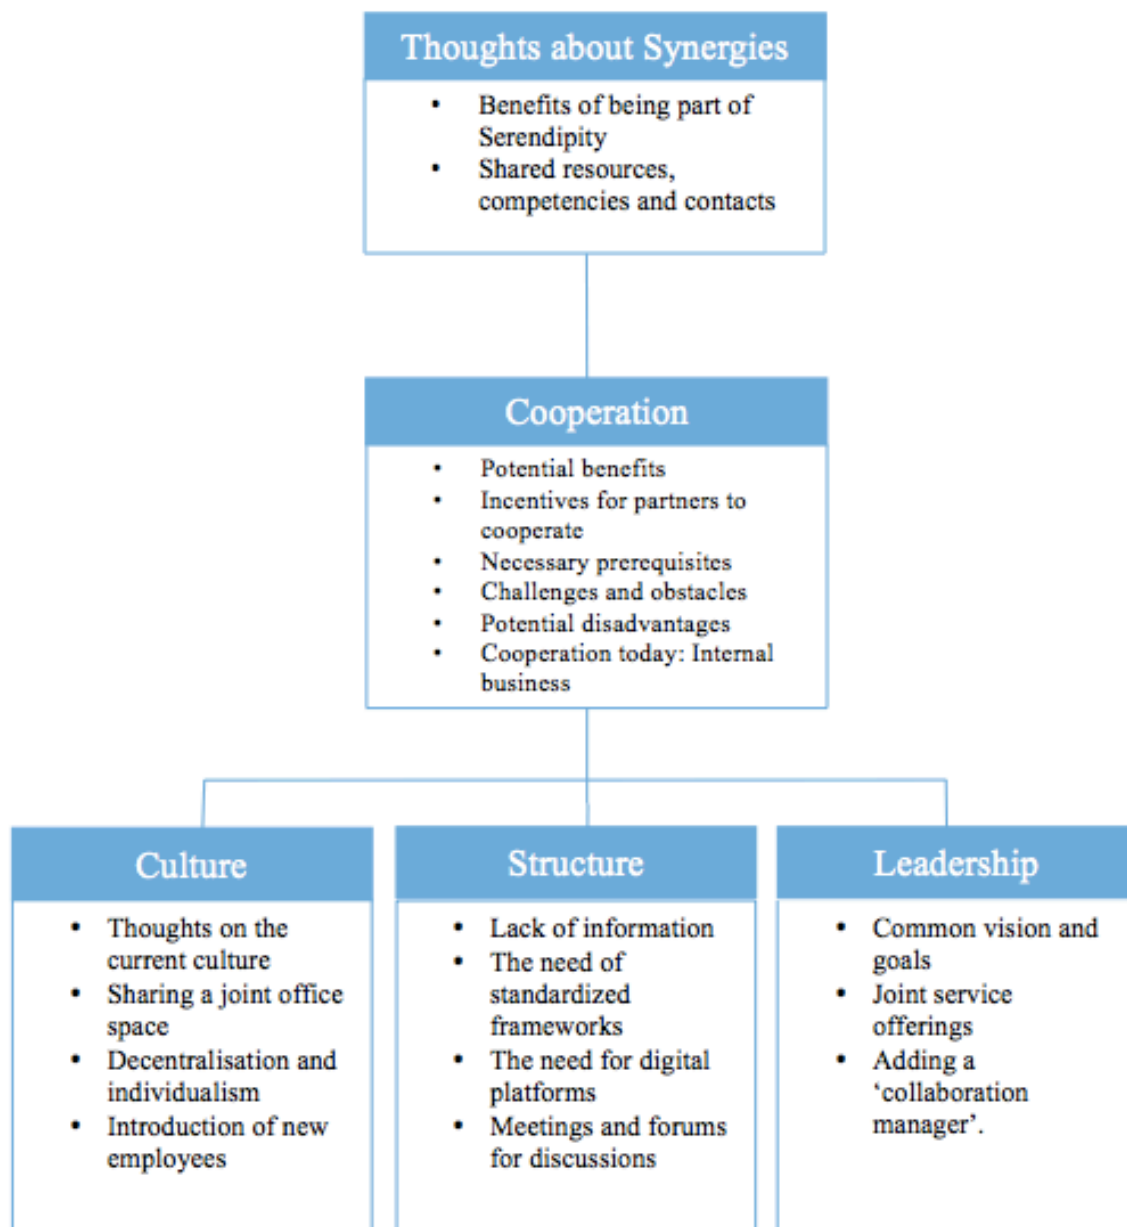 Thoughts about Synergies
• Benefits of being part of
Serendipity
• Shared resources,
competencies and contacts
Cooperation
• Potential benefits
• Incentives for partners to
cooperate
• Necessary prerequisites
• Challenges and obstacles
• Potential disadvantages
• Cooperation today: Internal
business
Culture
• Thoughts on the
current culture
• Sharing a joint office
space
• Decentralisation and
individualism
• Introduction of new
employees
Structure
• Lack of information
• The need of
standardized
frameworks
• The need for digital
platforms
• Meetings and forums
for discussions
Leadership
• Common vision and
goals
• Joint service
offerings
• Adding a
‘collaboration
manager’.